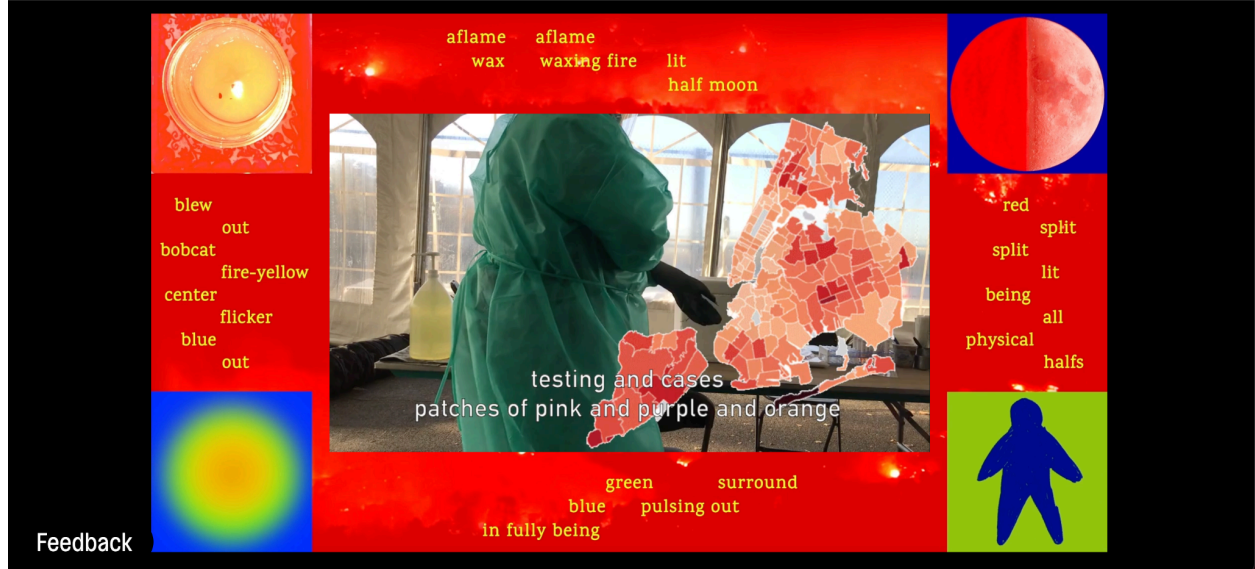 aflame aflame
wax waxing fire lit
half moon
blew
out
bobcat
fire-yellow
center
flicker
blue
out
testing and cases
patches of pink and purple and orange
red
split
split
lit
being
all
physical
halfs
green surround
blue pulsing out
in fully being
Feedback